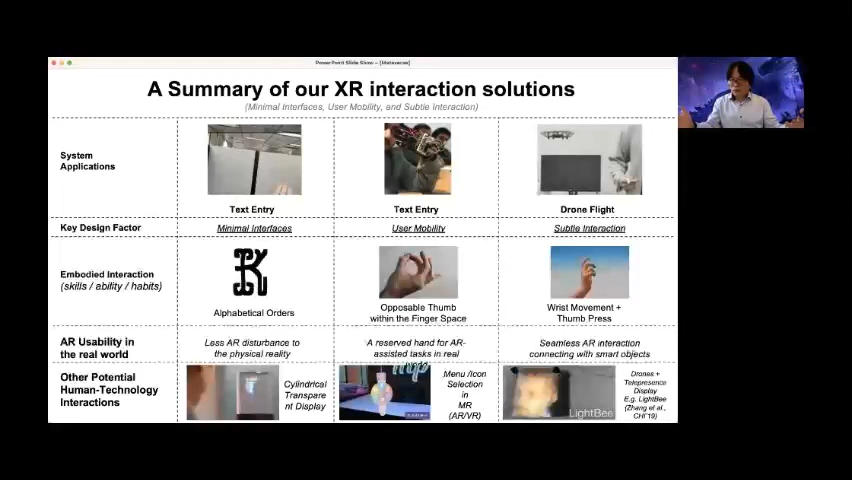 PowerPoint Slide Show - [Metaverse]
A Summary of our XR interaction solutions
(Minimal Interfaces, User Mobility, and Subtle Interaction)
System
Applications
Text Entry
Text Entry
Drone Flight
Key Design Factor
Minimal Interfaces
User Mobility
Subtle Interaction
Embodied Interaction
(skills / ability / habits)
Alphabetical Orders
Opposable Thumb
within the Finger Space
Wrist Movement +
Thumb Press
AR Usability in
the real world
Less AR disturbance to
the physical reality
A reserved hand for AR-
assisted tasks in real
Seamless AR interaction
connecting with smart objects
Other Potential
Human-Technology
Interactions
Cylindrical
Transpare
nt Display
Menu /Icon
Selection
in
MR
(AR/VR)
LightBee
Drones +
Telepresence
Display
E.g. LightBee
(Zhang et al.,
CHI'19)